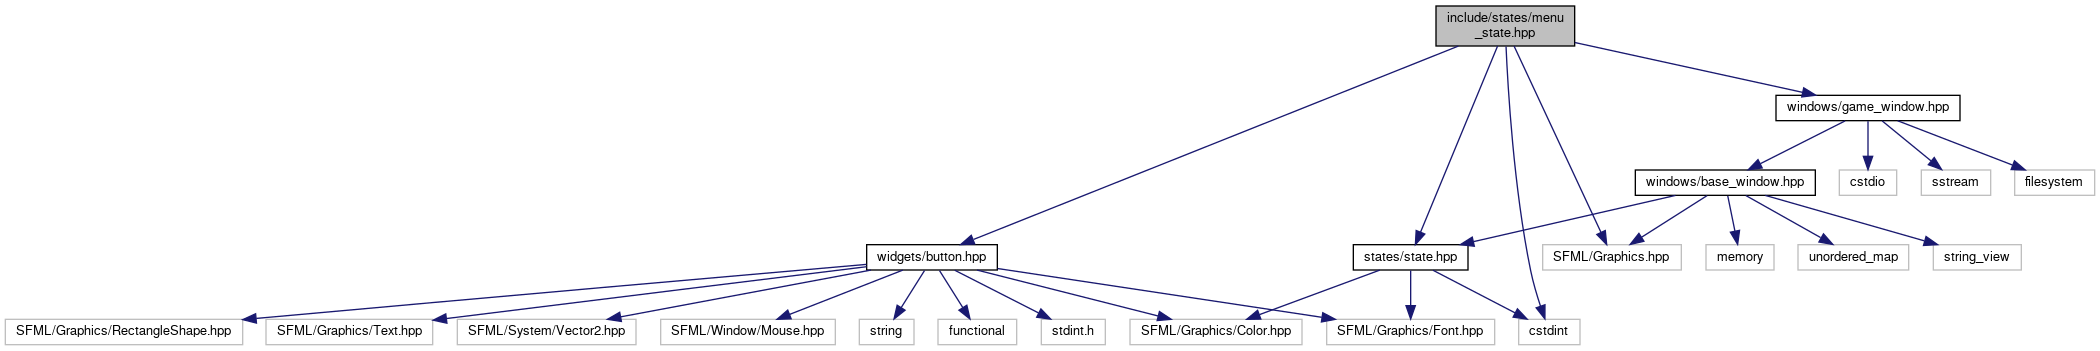 include/states/menu
_state.hpp
windows/game_window.hpp
windows/base_window.hpp
cstdio
sstream
filesystem
widgets/button.hpp
states/state.hpp
SFML/Graphics.hpp
memory
unordered_map
string_view
SFML/Graphics/RectangleShape.hpp
SFML/Graphics/Text.hpp
SFML/System/Vector2.hpp
SFML/Window/Mouse.hpp
string
functional
stdint.h
SFML/Graphics/Color.hpp
SFML/Graphics/Font.hpp
cstdint